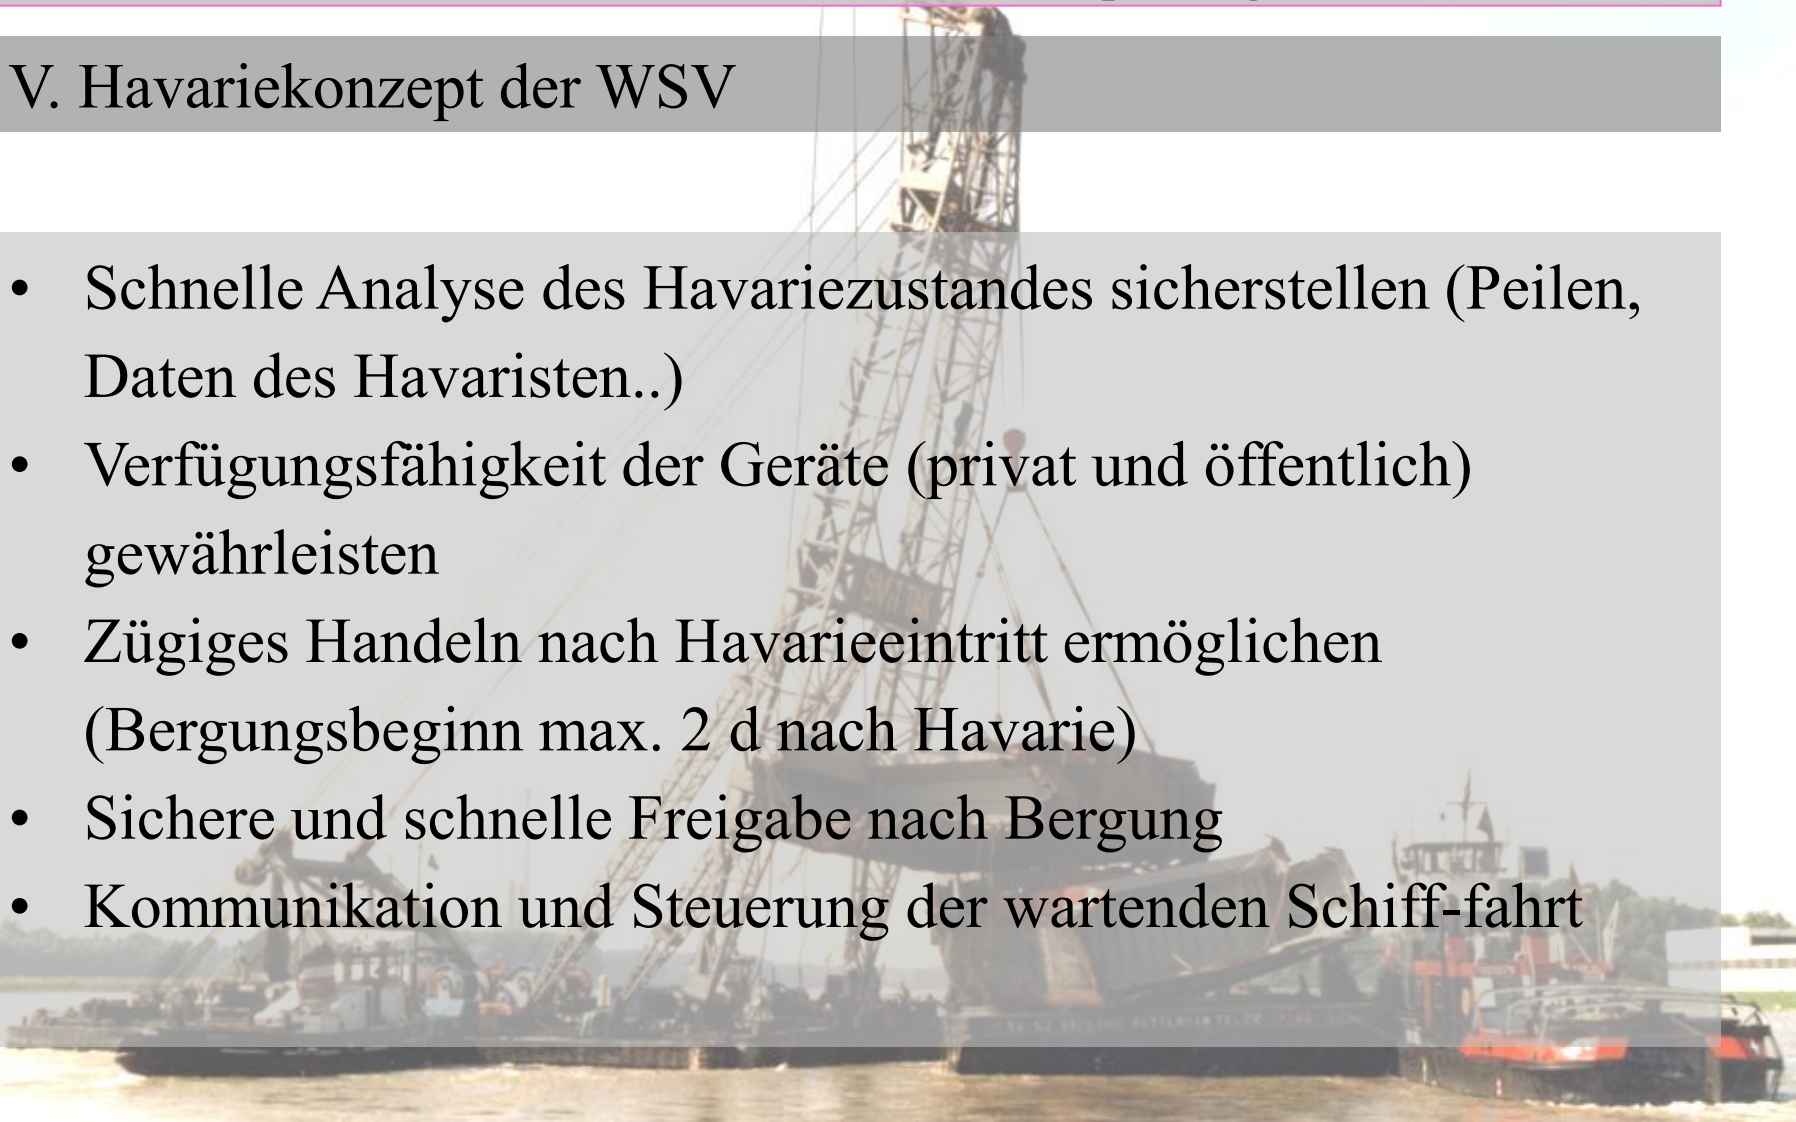 V. Havariekonzept der WSV
• Schnelle Analyse des Havariezustandes sicherstellen (Peilen,
Daten des Havaristen..)
• Verfügungsfähigkeit der Geräte (privat und öffentlich)
gewährleisten
• Zügiges Handeln nach Havarieeintritt ermöglichen
(Bergungsbeginn max. 2 d nach Havarie)
• Sichere und schnelle Freigabe nach Bergung
• Kommunikation und Steuerung der wartenden Schiff-fahrt